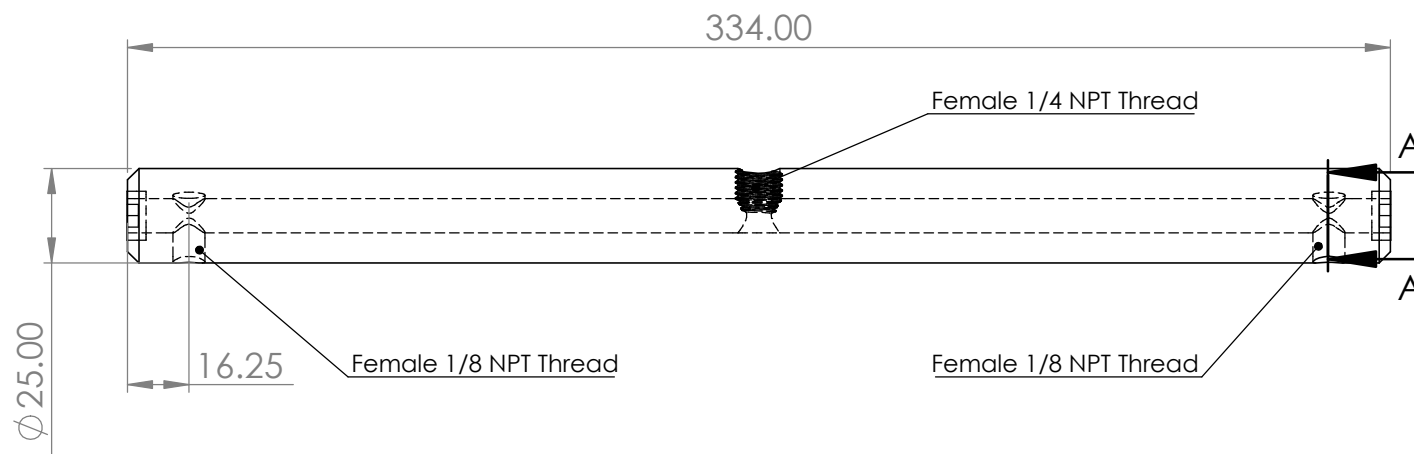 334.00
Female 1/4 NPT Thread
A
A
Ø25.00
16.25
Female 1/8 NPT Thread
Female 1/8 NPT Thread